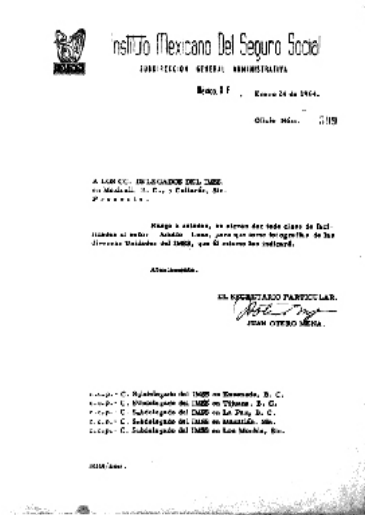 Instituto Mexicano Del Seguro Social
SUBDIRECCION GENERAL ADMINISTRATIVA
Mexico, D F , Enero 24 de 1964.
Oficio Núm.
A LOS CC. DELEGADOS DEL IMSS
en Mexicali, B. C., y Culiacán, Sin.
P r e s e n t e.
Ruego a ustedes, se sirvan dar toda clase de faci-
lidades al señor para que tome fotografías de las
diversas Unidades del IMSS, que él mismo les indicará.
Atentamente.
EL SECRETARIO PARTICULAR.
JUAN OTERO MENA.
c.c.p.- C. Subdelegado del IMSS en Ensenada, B. C.
c.c.p.- C. Subdelegado del IMSS en Tijuana, B. C.
c.c.p.- C. Subdelegado del IMSS en La Paz, B. C.
c.c.p.- C. Subdelegado del IMSS en Mazatlán, Sin.
c.c.p.- C. Subdelegado del IMSS en Los Mochis, Sin.